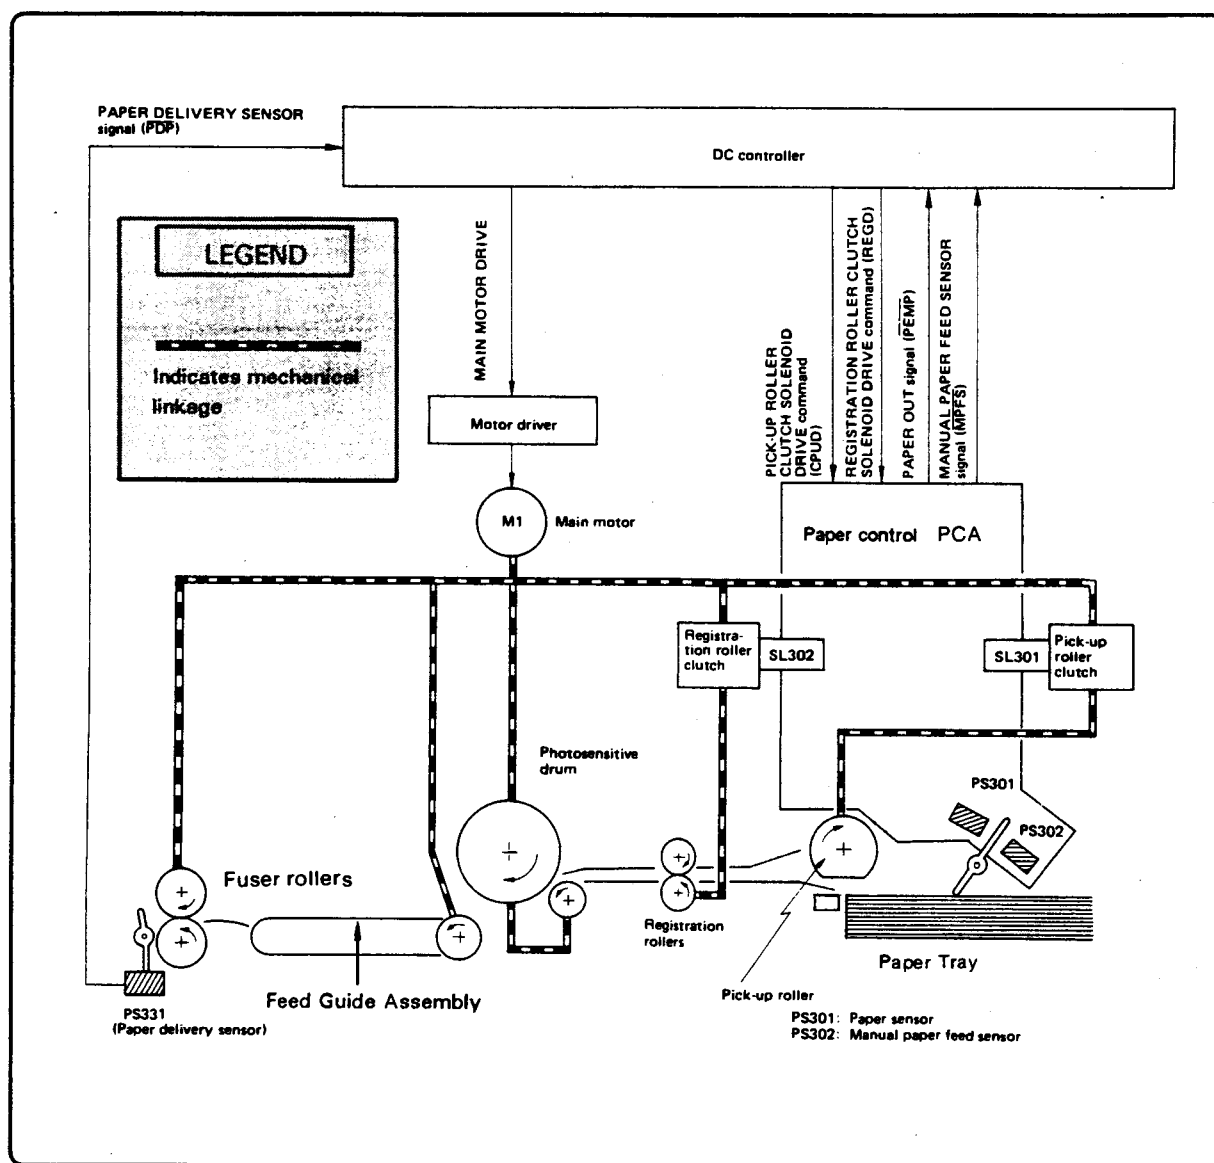 PAPER DELIVERY SENSOR
signal (PDP)
DC controller
LEGEND
Indicates mechanical
linkage
MAIN MOTOR DRIVE
PICK-UP ROLLER
CLUTCH SOLENOID
DRIVE command
(CPUD)
REGISTRATION ROLLER CLUTCH
SOLENOID DRIVE command (REGD)
PAPER OUT signal (PEMP)
MANUAL PAPER FEED SENSOR
signal (MPFS)
Motor driver
M1
Main motor
Paper control PCA
Registra-
tion roller
clutch
SL302
SL301
Pick-up
roller
clutch
Photosensitive
drum
PS301
PS302
Fuser rollers
Registration
rollers
Paper Tray
Feed Guide Assembly
Pick-up roller
PS331
(Paper delivery sensor)
PS301: Paper sensor
PS302: Manual paper feed sensor